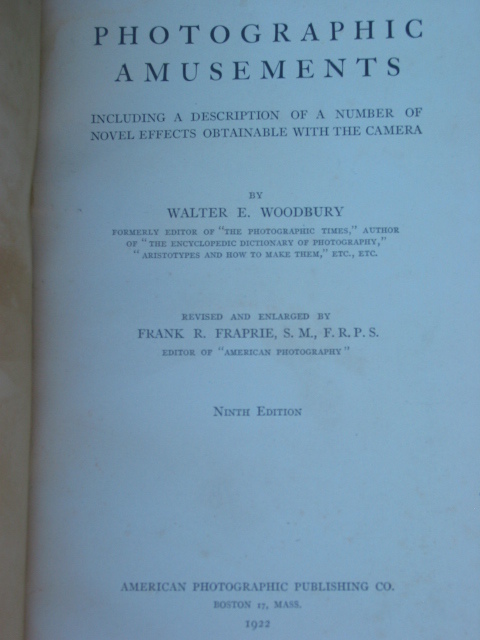 PHOTOGRAPHIC
AMUSEMENTS
INCLUDING A DESCRIPTION OF A NUMBER OF
NOVEL EFFECTS OBTAINABLE WITH THE CAMERA
BY
WALTER E. WOODBURY
FORMERLY EDITOR OF "THE PHOTOGRAPHIC TIMES," AUTHOR
OF "THE ENCYCLOPEDIC DICTIONARY OF PHOTOGRAPHY,"
"ARISTOTYPES AND HOW TO MAKE THEM," ETC., ETC.
REVISED AND ENLARGED BY
FRANK R. FRAPRIE, S. M., F. R. P. S.
EDITOR OF "AMERICAN PHOTOGRAPHY"
NINTH EDITION
AMERICAN PHOTOGRAPHIC PUBLISHING CO.
BOSTON 17, MASS.
1922